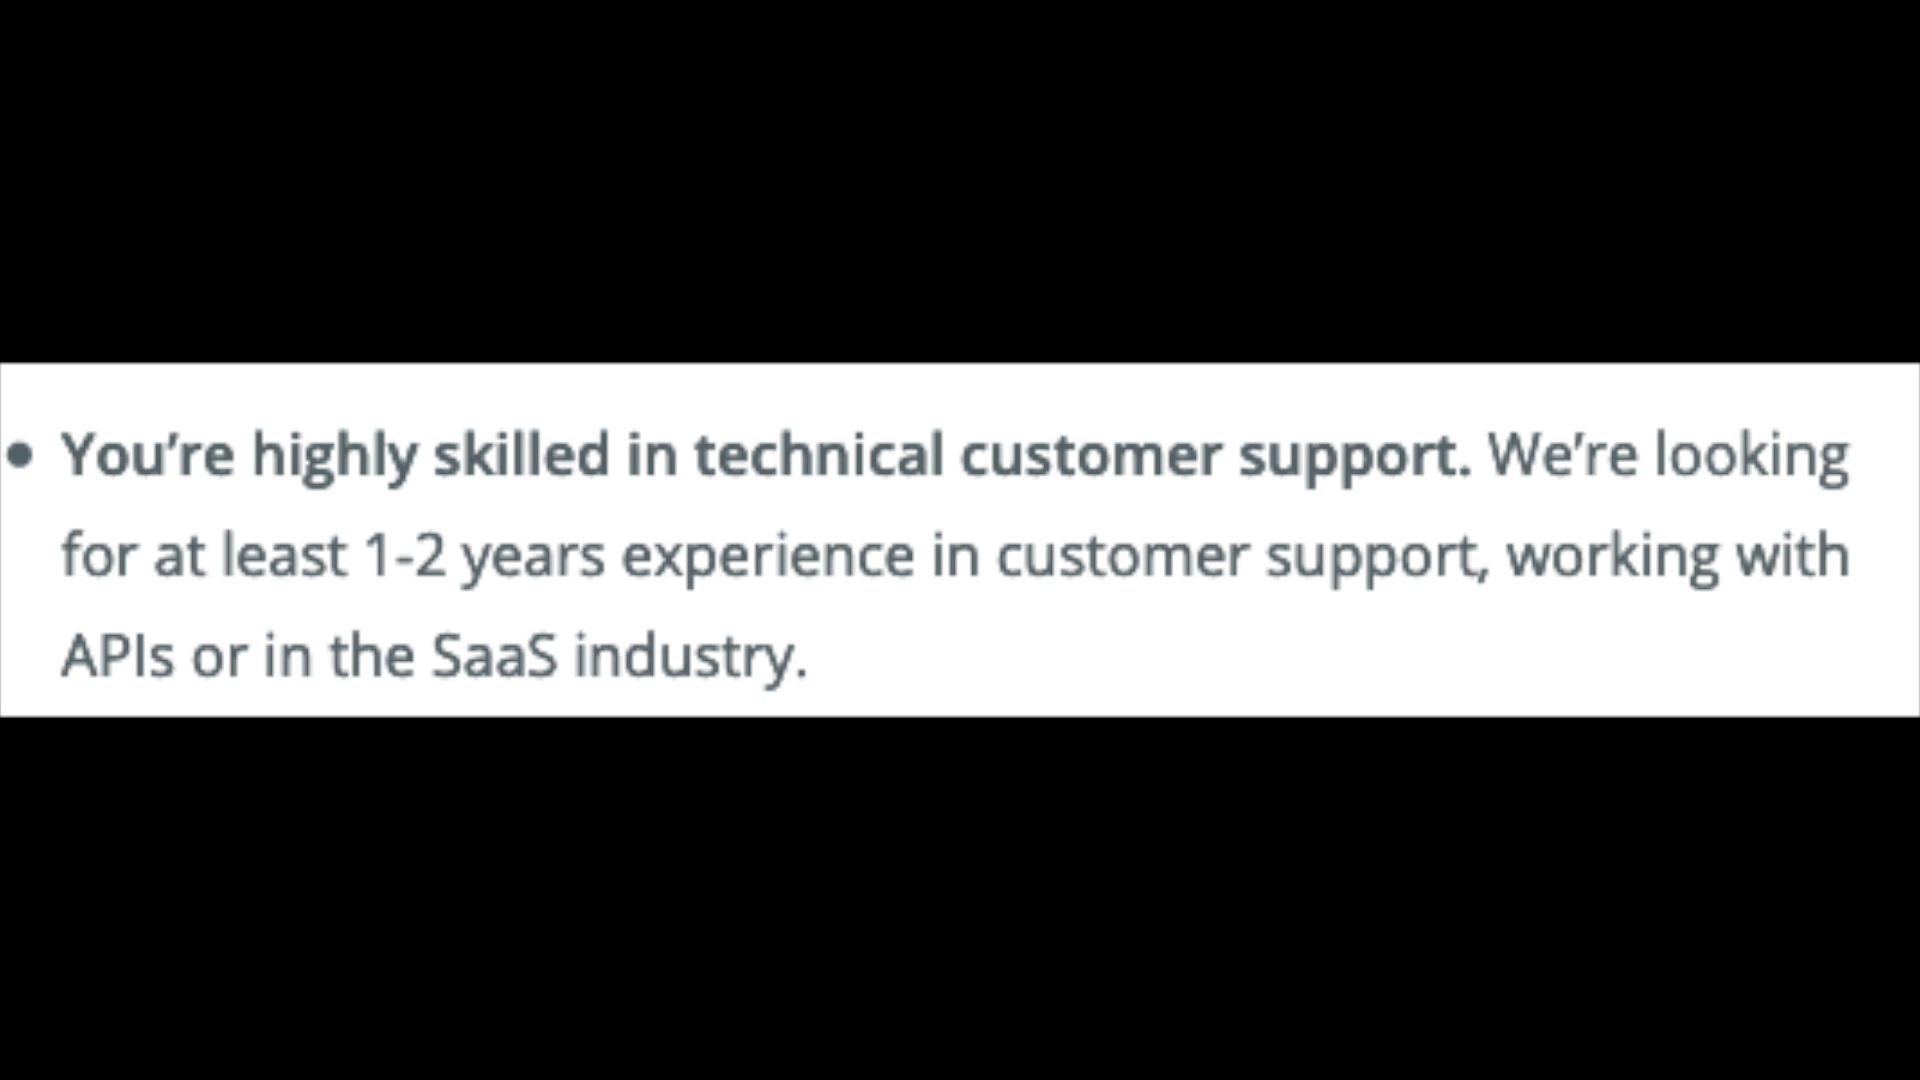 • You’re highly skilled in technical customer support. We’re looking
for at least 1-2 years experience in customer support, working with
APIs or in the SaaS industry.